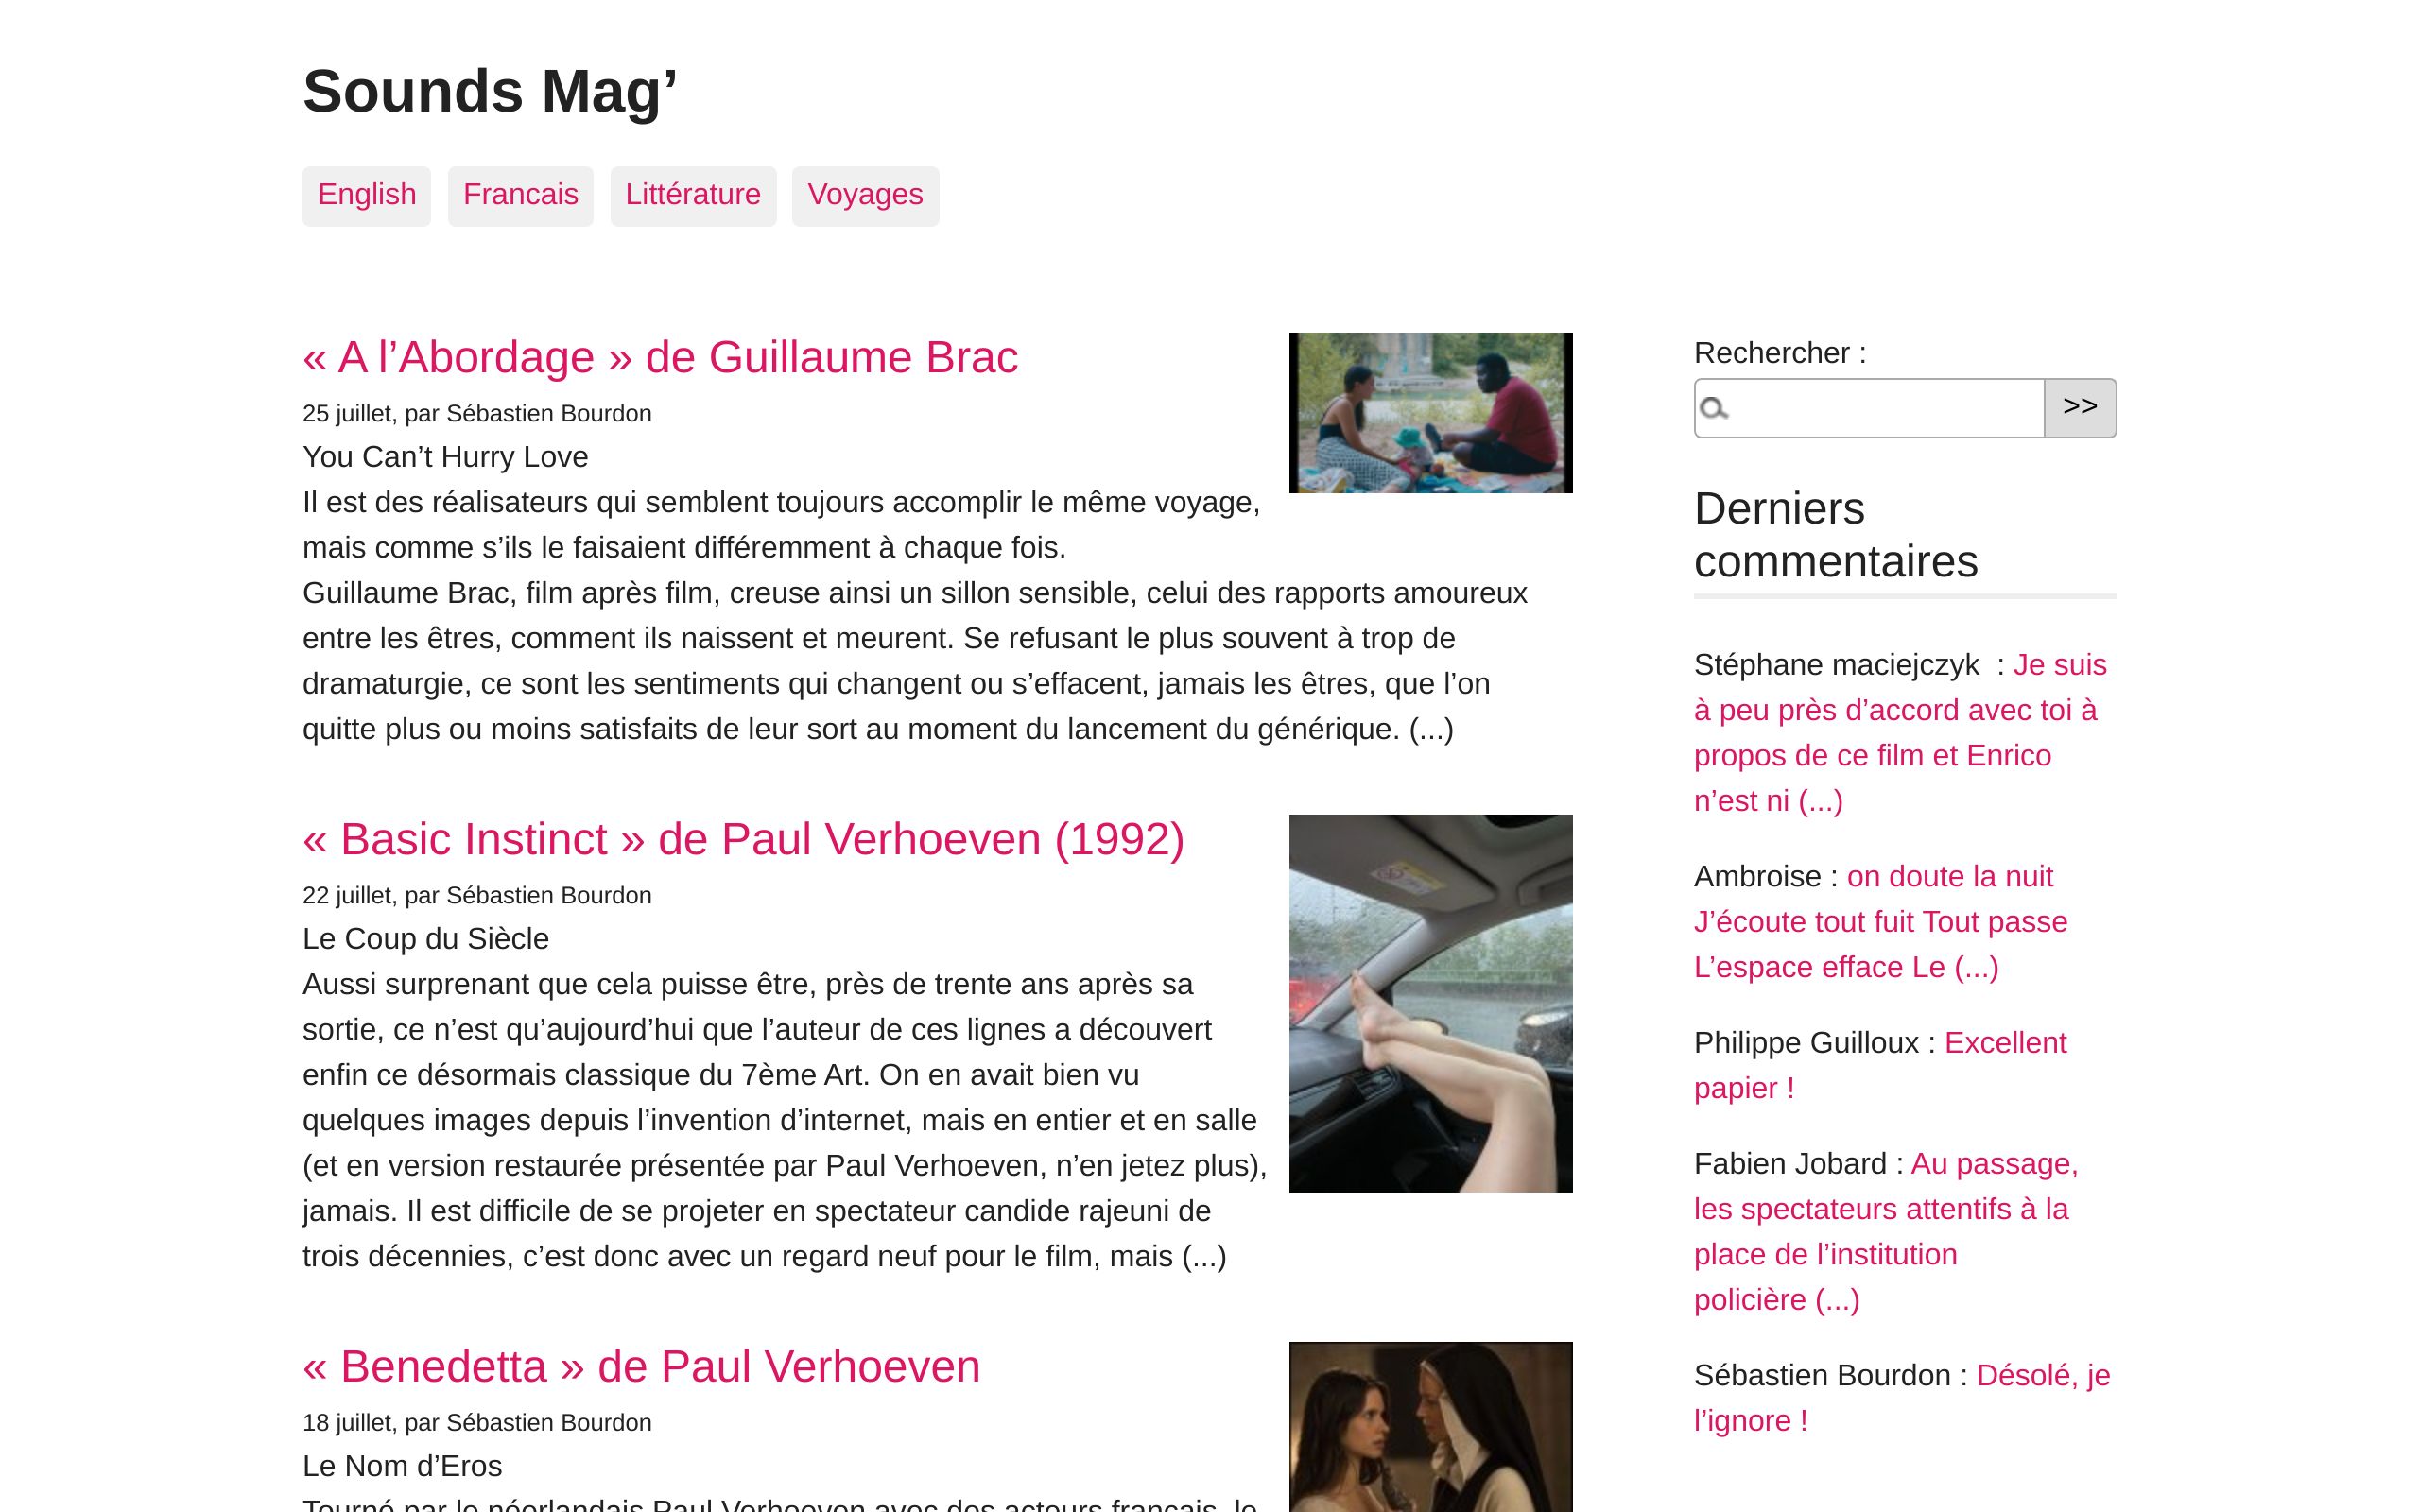 Sounds Mag’
English
Francais
Littérature
Voyages
« A l’Abordage » de Guillaume Brac
25 juillet, par Sébastien Bourdon
You Can’t Hurry Love
Il est des réalisateurs qui semblent toujours accomplir le même voyage,
mais comme s’ils le faisaient différemment à chaque fois.
Guillaume Brac, film après film, creuse ainsi un sillon sensible, celui des rapports amoureux
entre les êtres, comment ils naissent et meurent. Se refusant le plus souvent à trop de
dramaturgie, ce sont les sentiments qui changent ou s’effacent, jamais les êtres, que l’on
quitte plus ou moins satisfaits de leur sort au moment du lancement du générique. (...)
« Basic Instinct » de Paul Verhoeven (1992)
22 juillet, par Sébastien Bourdon
Le Coup du Siècle
Aussi surprenant que cela puisse être, près de trente ans après sa
sortie, ce n’est qu’aujourd’hui que l’auteur de ces lignes a découvert
enfin ce désormais classique du 7ème Art. On en avait bien vu
quelques images depuis l’invention d’internet, mais en entier et en salle
(et en version restaurée présentée par Paul Verhoeven, n’en jetez plus),
jamais. Il est difficile de se projeter en spectateur candide rajeuni de
trois décennies, c’est donc avec un regard neuf pour le film, mais (...)
« Benedetta » de Paul Verhoeven
18 juillet, par Sébastien Bourdon
Le Nom d’Eros
Tourné par le néerlandais Paul Verhoeven avec des acteurs français, le
Rechercher :
>>
Derniers
commentaires
Stéphane maciejczyk  : Je suis
à peu près d’accord avec toi à
propos de ce film et Enrico
n’est ni (...)
Ambroise : on doute la nuit
J’écoute tout fuit Tout passe
L’espace efface Le (...)
Philippe Guilloux : Excellent
papier !
Fabien Jobard : Au passage,
les spectateurs attentifs à la
place de l’institution
policière (...)
Sébastien Bourdon : Désolé, je
l’ignore !